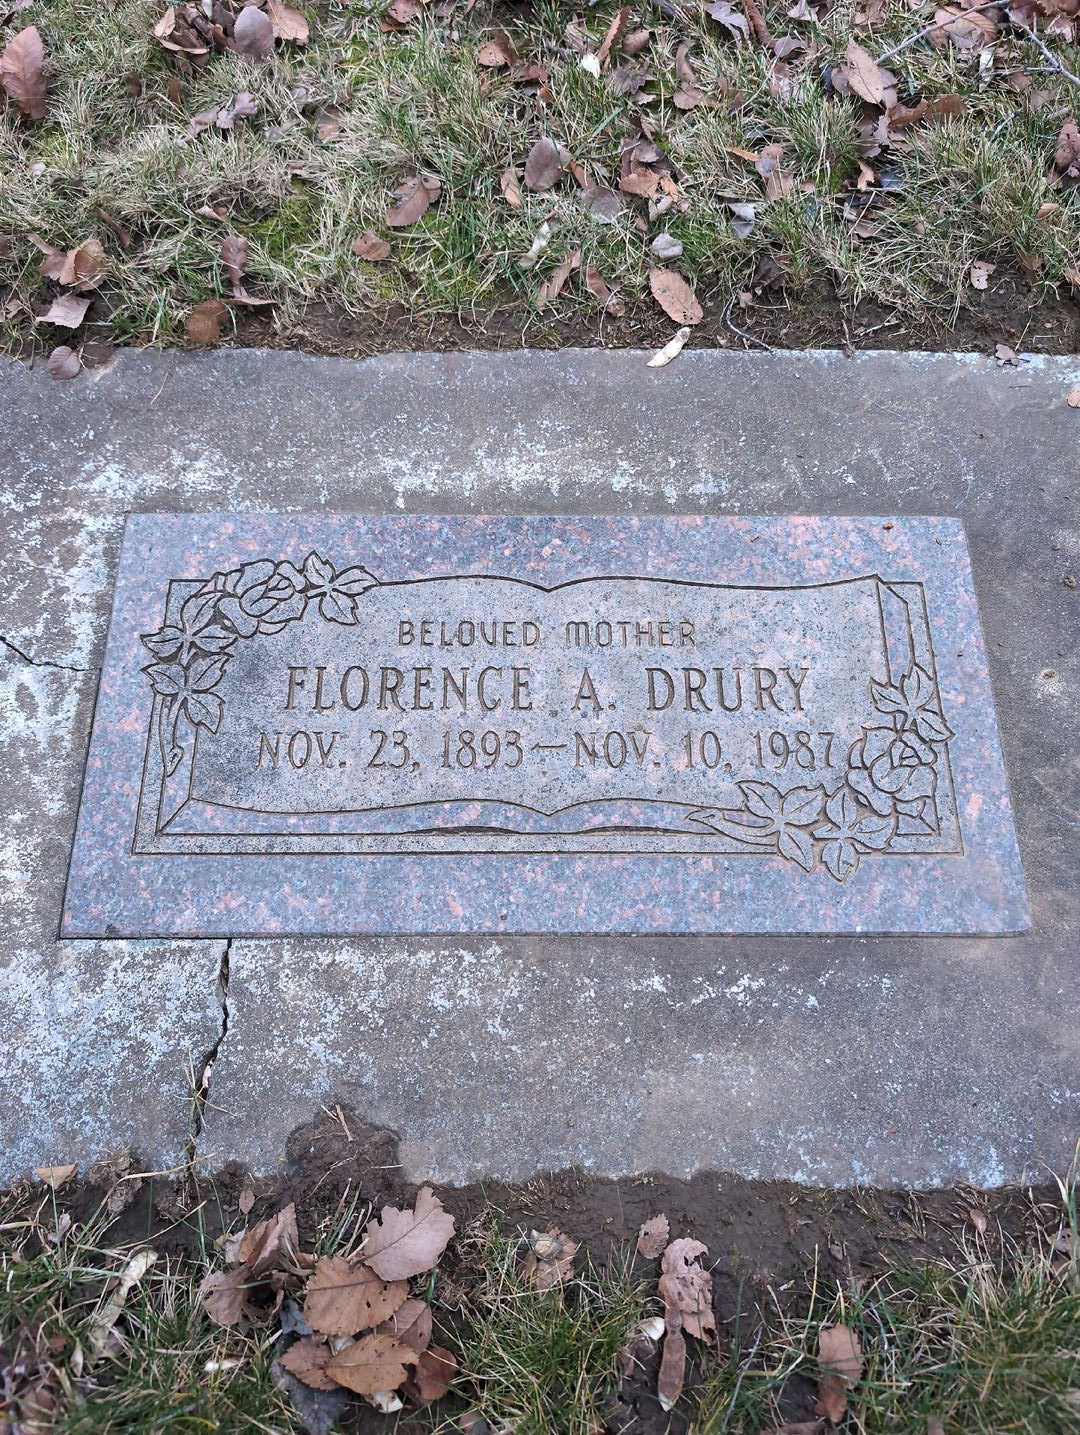 BELOVED MOTHER
FLORENCE A. DRURY
NOV. 23, 1893—NOV. 10, 1987